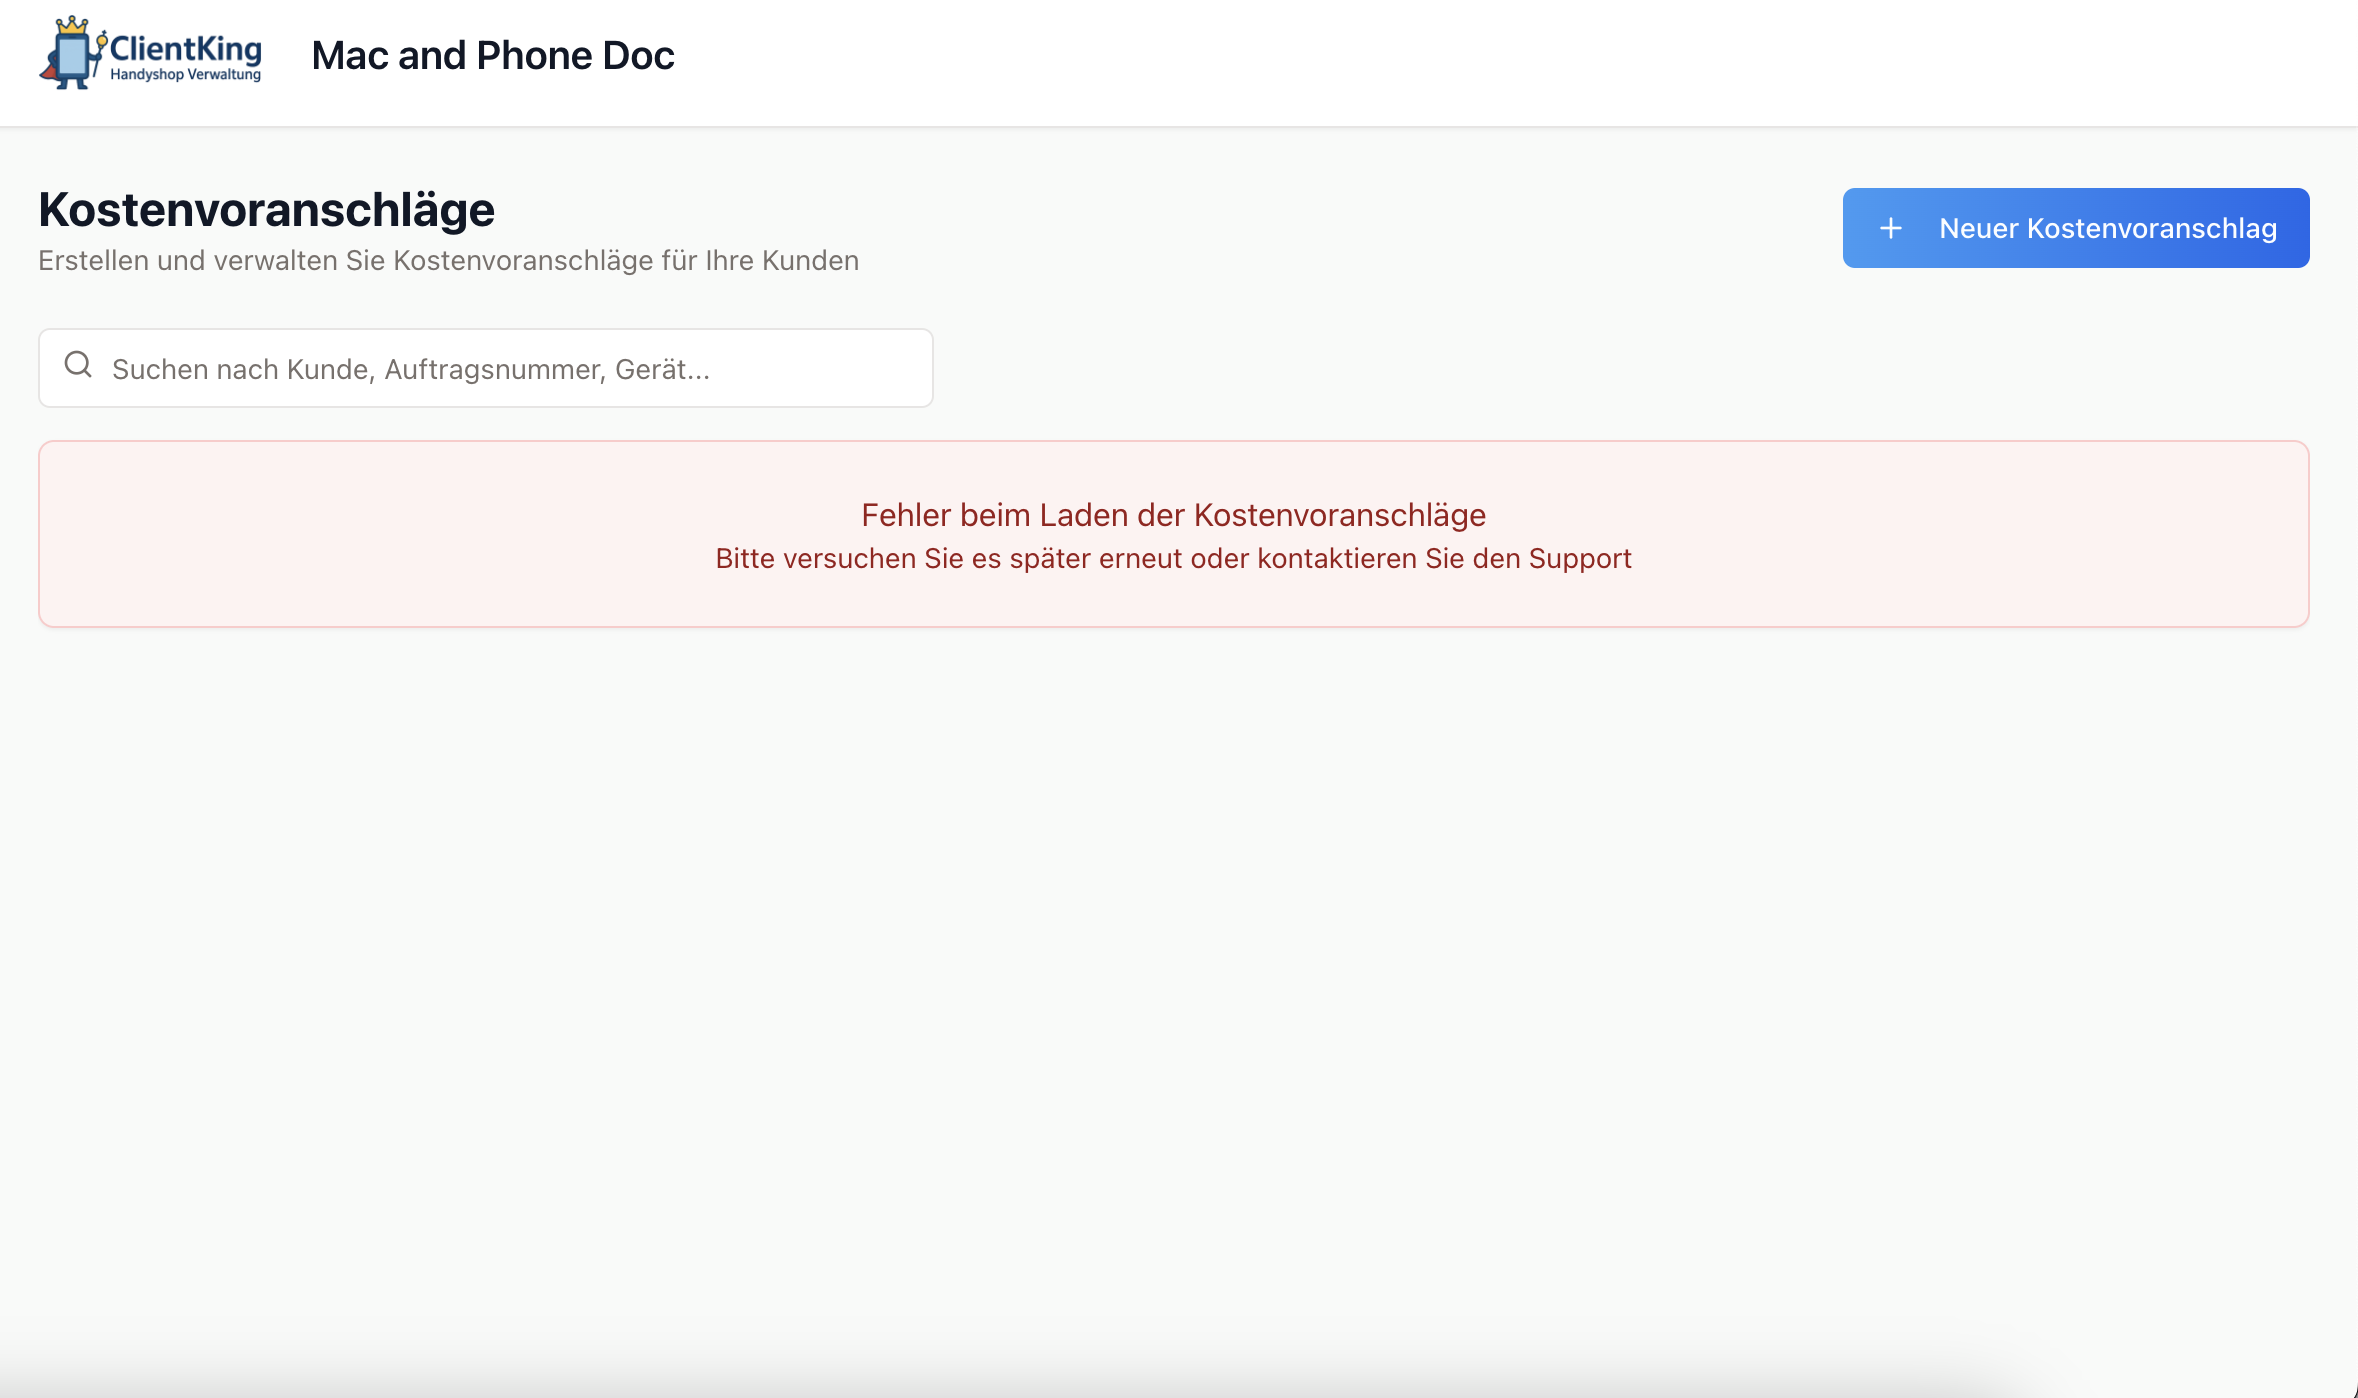 ClientKing
Handyshop Verwaltung
Mac and Phone Doc
Kostenvoranschläge
Erstellen und verwalten Sie Kostenvoranschläge für Ihre Kunden
+ Neuer Kostenvoranschlag
Suchen nach Kunde, Auftragsnummer, Gerät...
Fehler beim Laden der Kostenvoranschläge
Bitte versuchen Sie es später erneut oder kontaktieren Sie den Support